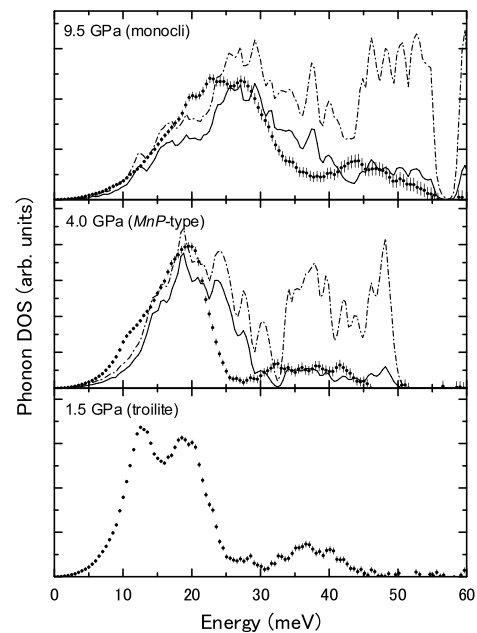 9.5 GPa (monocli)
4.0 GPa (MnP-type)
1.5 GPa (troilite)
Phonon DOS (arb. units)
0 10 20 30 40 50 60
Energy (meV)